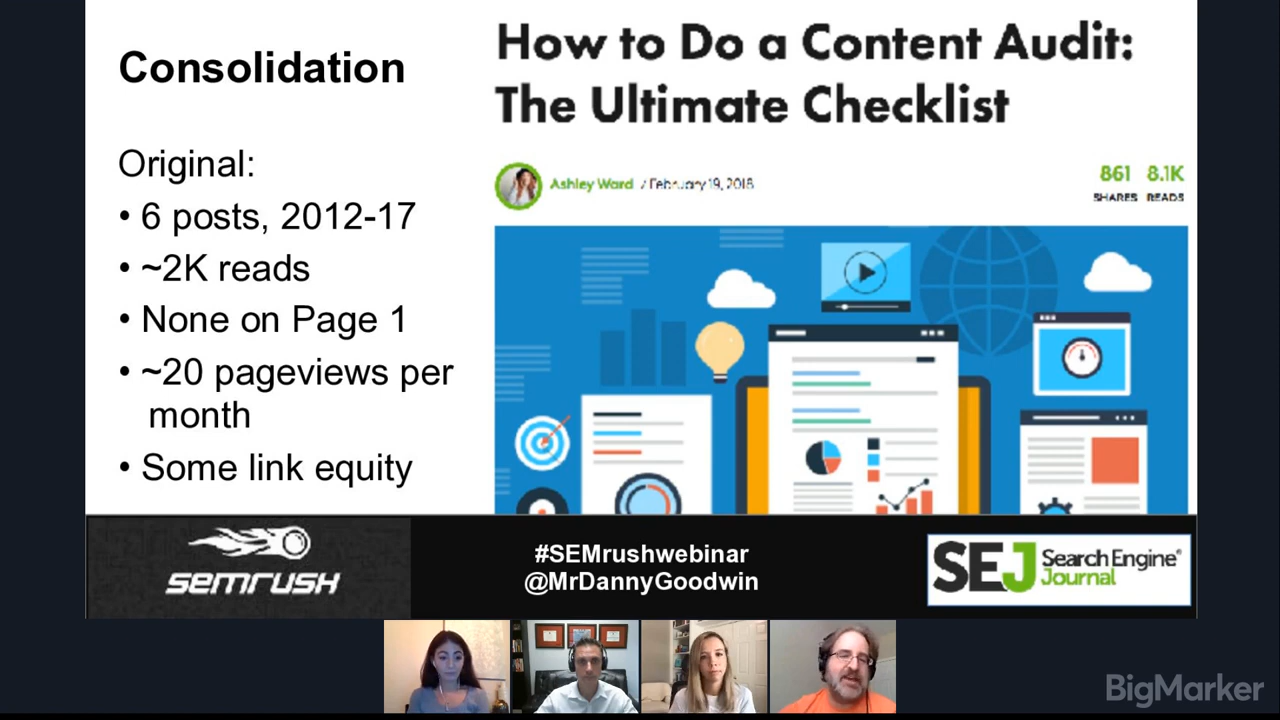 Consolidation
Original:
• 6 posts, 2012-17
• ~2K reads
• None on Page 1
• ~20 pageviews per
month
• Some link equity
How to Do a Content Audit:
The Ultimate Checklist
Ashley Ward / February 19, 2018
861 8.1K
SHARES READS
semrush
#SEMrushwebinar
@MrDannyGoodwin
SEJ Search Engine®
Journal
BigMarker